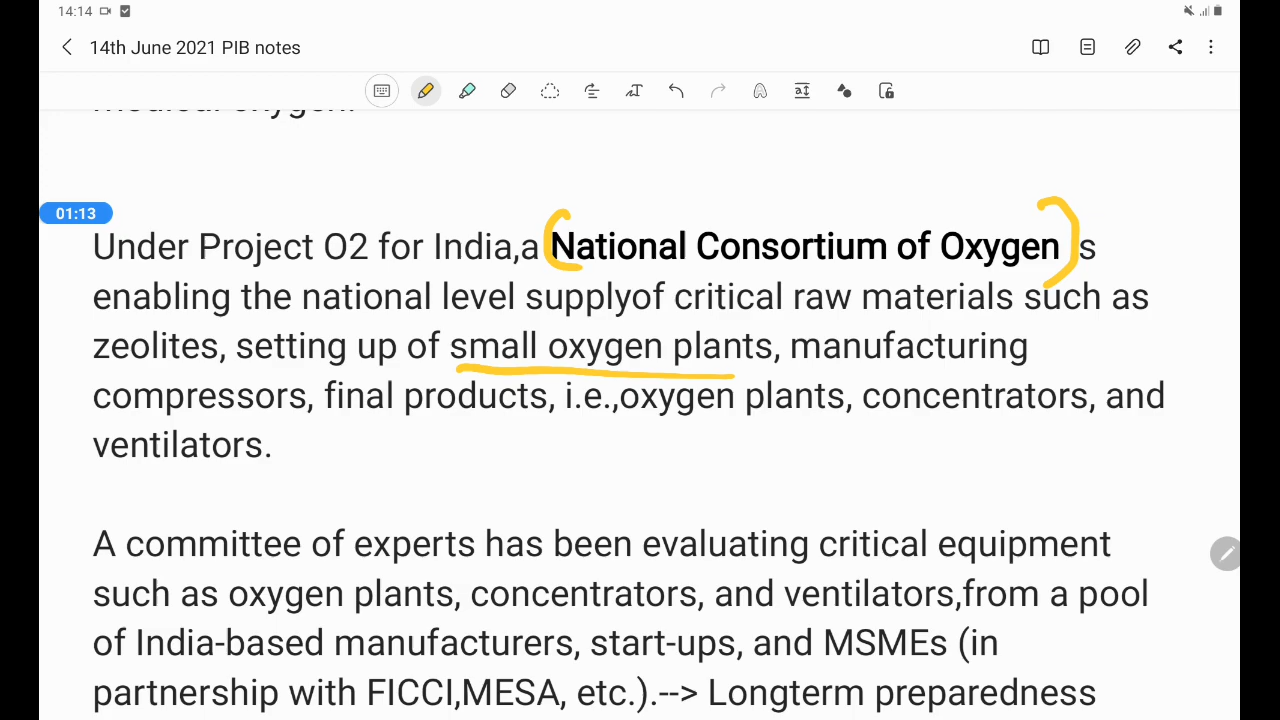 14:14
14th June 2021 PIB notes
medical oxygen.
01:13
Under Project O2 for India,a National Consortium of Oxygen is
enabling the national level supplyof critical raw materials such as
zeolites, setting up of small oxygen plants, manufacturing
compressors, final products, i.e.,oxygen plants, concentrators, and
ventilators.
A committee of experts has been evaluating critical equipment
such as oxygen plants, concentrators, and ventilators,from a pool
of India-based manufacturers, start-ups, and MSMEs (in
partnership with FICCI,MESA, etc.).--> Longterm preparedness